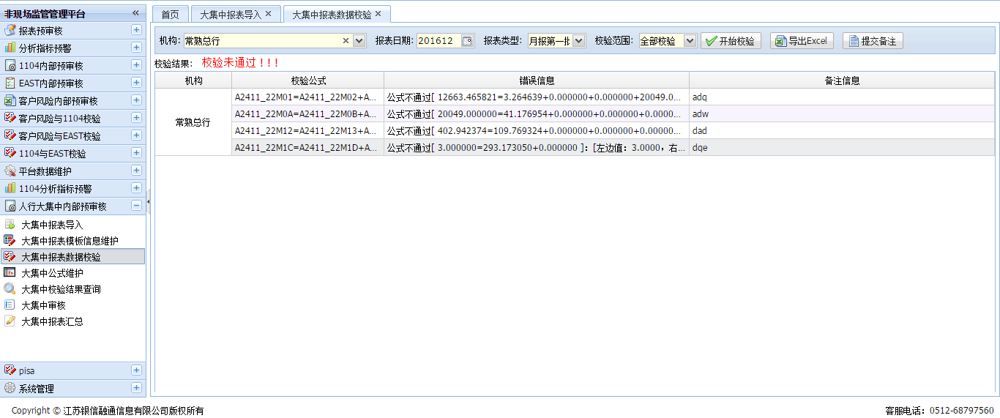 非现场监管管理平台
报表预审核
分析指标预警
1104内部预审核
EAST内部预审核
客户风险内部预审核
客户风险与1104校验
客户风险与EAST校验
1104与EAST校验
平台数据维护
1104分析指标预警
人行大集中内部预审核
大集中报表导入
大集中报表模板信息维护
大集中报表数据校验
大集中公式维护
大集中校验结果查询
大集中审核
大集中报表汇总
pisa
系统管理
首页 大集中报表导入 大集中报表数据校验
机构: 常熟总行 报表日期: 201612 报表类型: 月报第一批 校验范围: 全部校验 开始校验 导出Excel 提交备注
校验结果: 校验未通过！！！
机构 校验公式 错误信息 备注信息
常熟总行
A2411_22M01=A2411_22M02+A... 公式不通过[ 12663.465821=3.264639+0.000000+0.000000+20049.0... adq
A2411_22M0A=A2411_22M0B+A... 公式不通过[ 20049.000000=41.176954+0.000000+0.000000+0.0000... adw
A2411_22M12=A2411_22M13+A... 公式不通过[ 402.942374=109.769324+0.000000+0.000000+0.00000... dad
A2411_22M1C=A2411_22M1D+A... 公式不通过[ 3.000000=293.173050+0.000000 ]：[左边值：3.0000，右... dqe
Copyright © 江苏银信融通信息有限公司版权所有 客服电话：0512-68797560